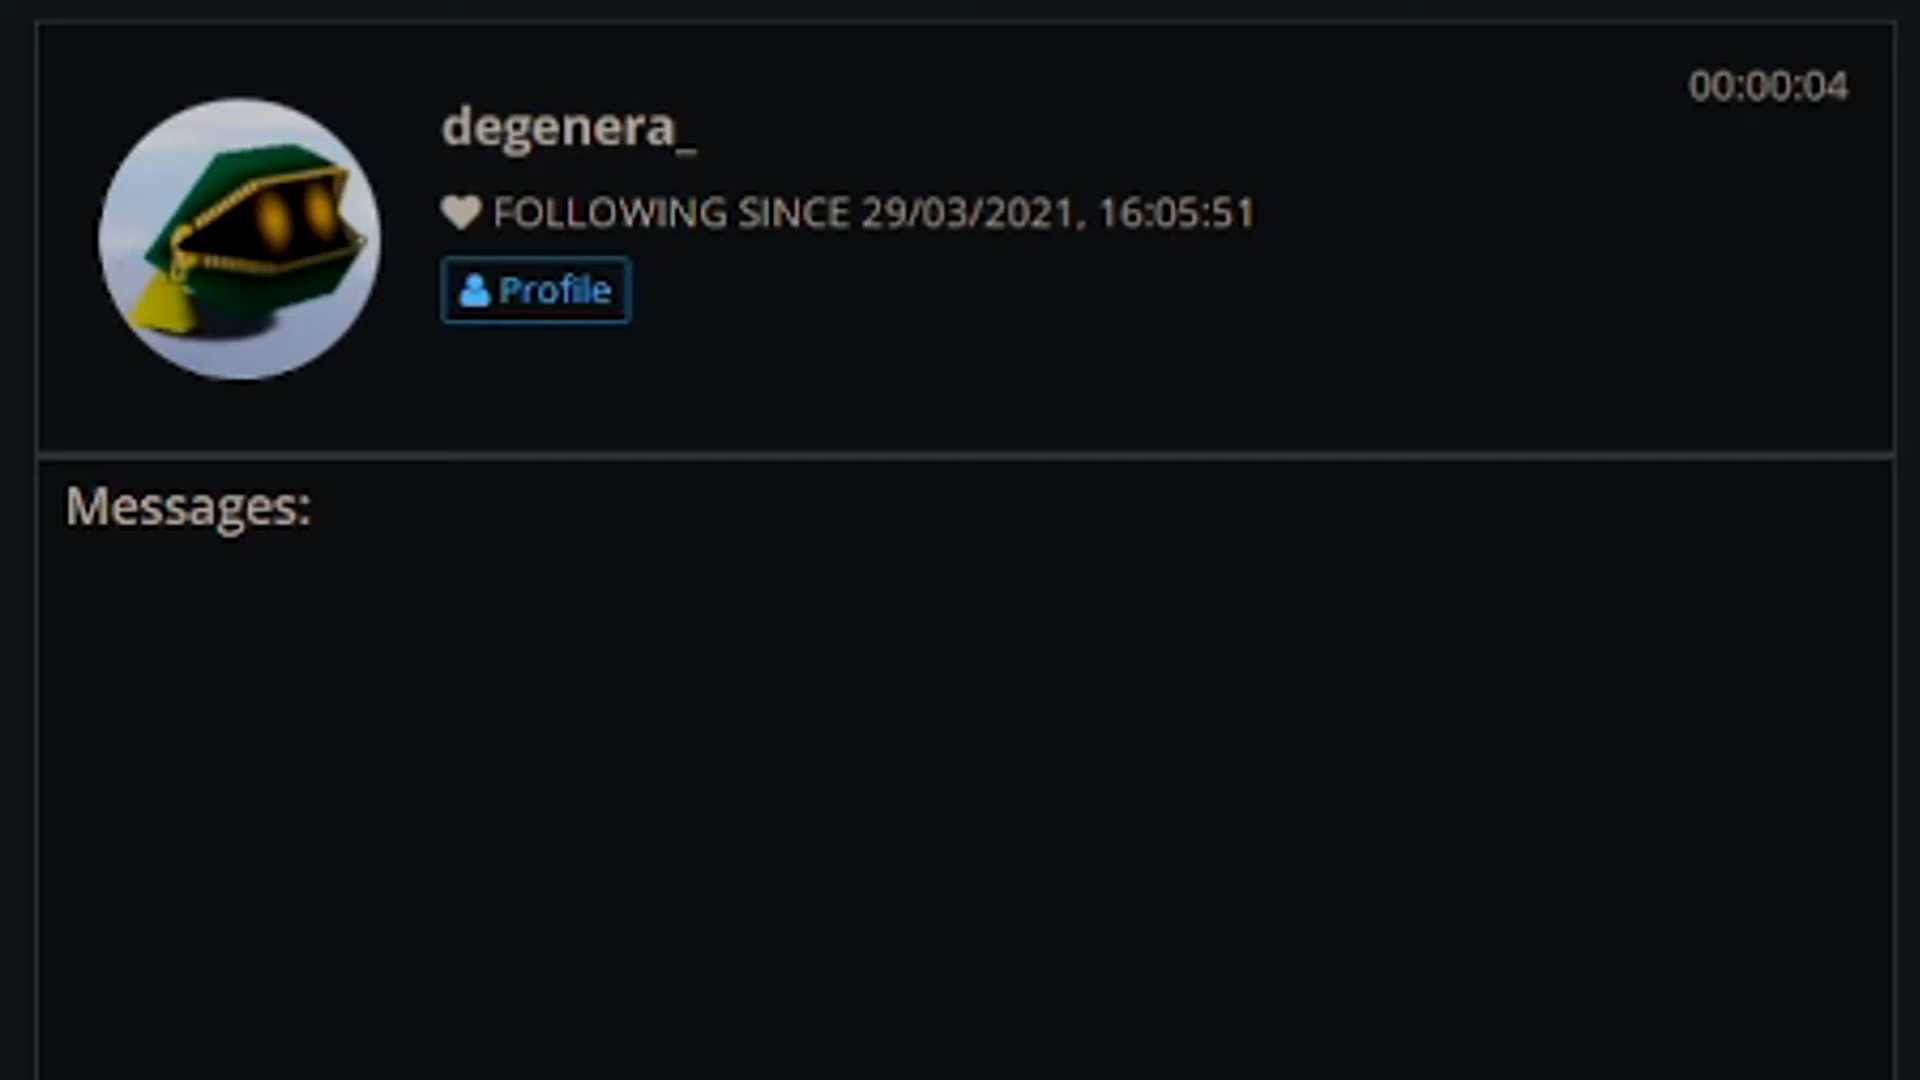 00:00:04
degenera_
FOLLOWING SINCE 29/03/2021, 16:05:51
Profile
Messages: